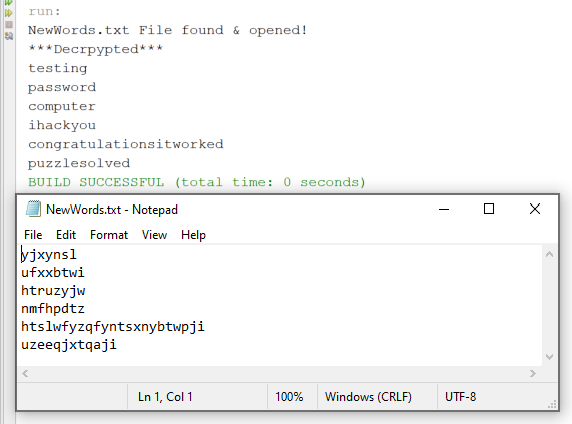 run:
NewWords.txt File found & opened!
***Decrpypted***
testing
password
computer
ihackyou
congratulationsitworked
puzzlesolved
BUILD SUCCESSFUL (total time: 0 seconds)
NewWords.txt - Notepad
File Edit Format View Help
yjxynsl
ufxxbtwi
htruzyjw
nmfhpdtz
htslwfyzqfyntsxnybtwpji
uzeeqjxtqaji
Ln 1, Col 1 100% Windows (CRLF) UTF-8